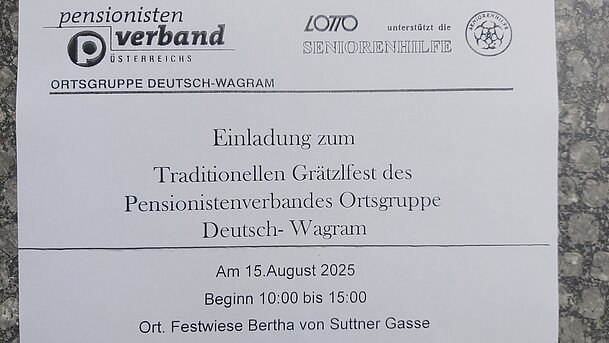 pensionisten
verband
ÖSTERREICHS
ORTSGRUPPE DEUTSCH-WAGRAM
LOTTO unterstützt die
SENIORENHILFE
SENIORENHILFE
Einladung zum
Traditionellen Grätzlfest des
Pensionistenverbandes Ortsgruppe
Deutsch- Wagram
Am 15.August 2025
Beginn 10:00 bis 15:00
Ort. Festwiese Bertha von Suttner Gasse